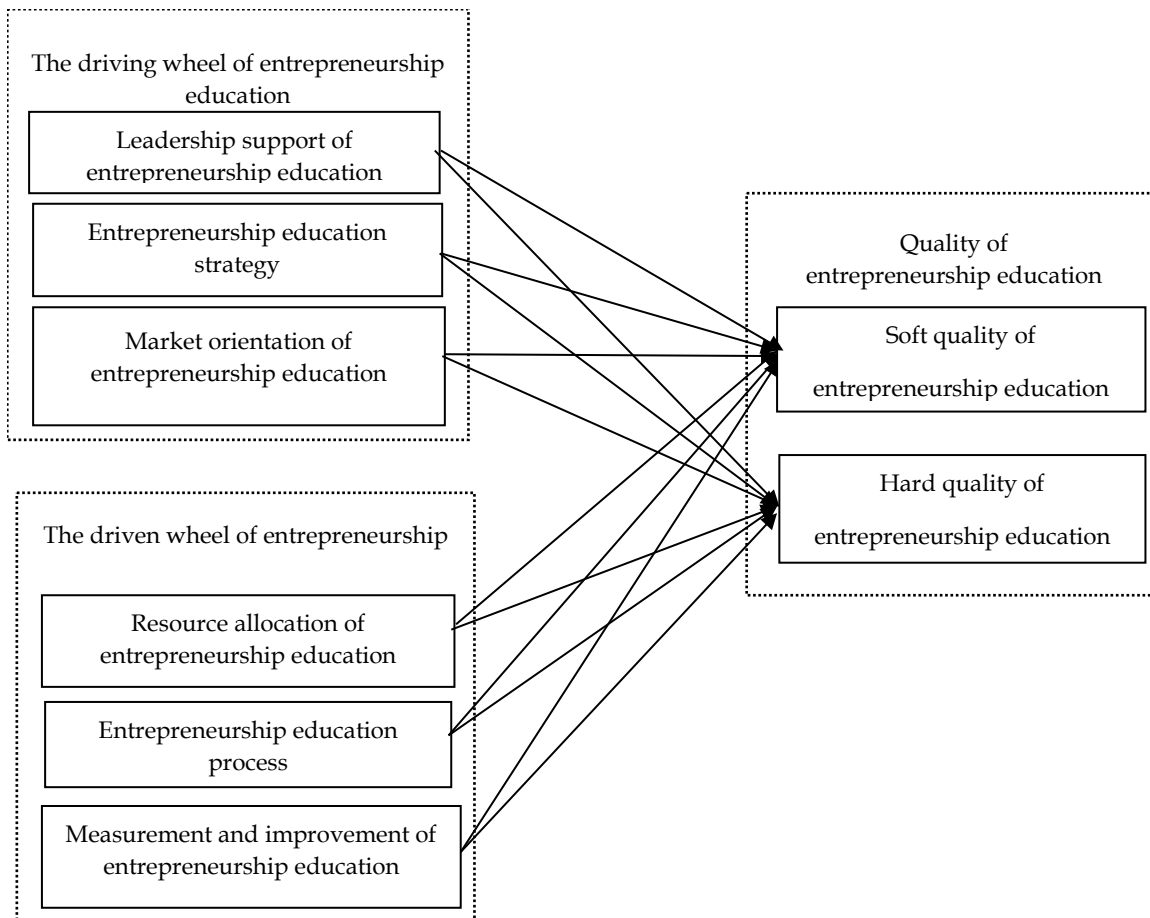 The driving wheel of entrepreneurship
education
Leadership support of
entrepreneurship education
Entrepreneurship education
strategy
Market orientation of
entrepreneurship education
The driven wheel of entrepreneurship
Resource allocation of
entrepreneurship education
Entrepreneurship education
process
Measurement and improvement of
entrepreneurship education
Quality of
entrepreneurship education
Soft quality of
entrepreneurship education
Hard quality of
entrepreneurship education